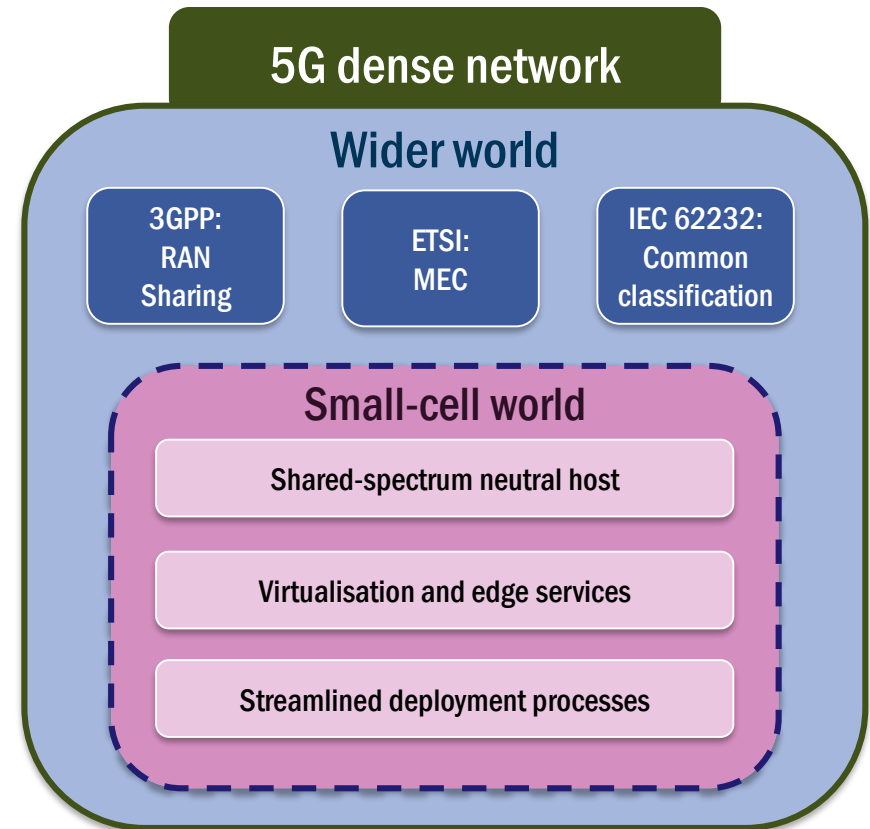 5G dense network
Wider world
3GPP:
RAN
Sharing
ETSI:
MEC
IEC 62232:
Common
classification
Small-cell world
Shared-spectrum neutral host
Virtualisation and edge services
Streamlined deployment processes